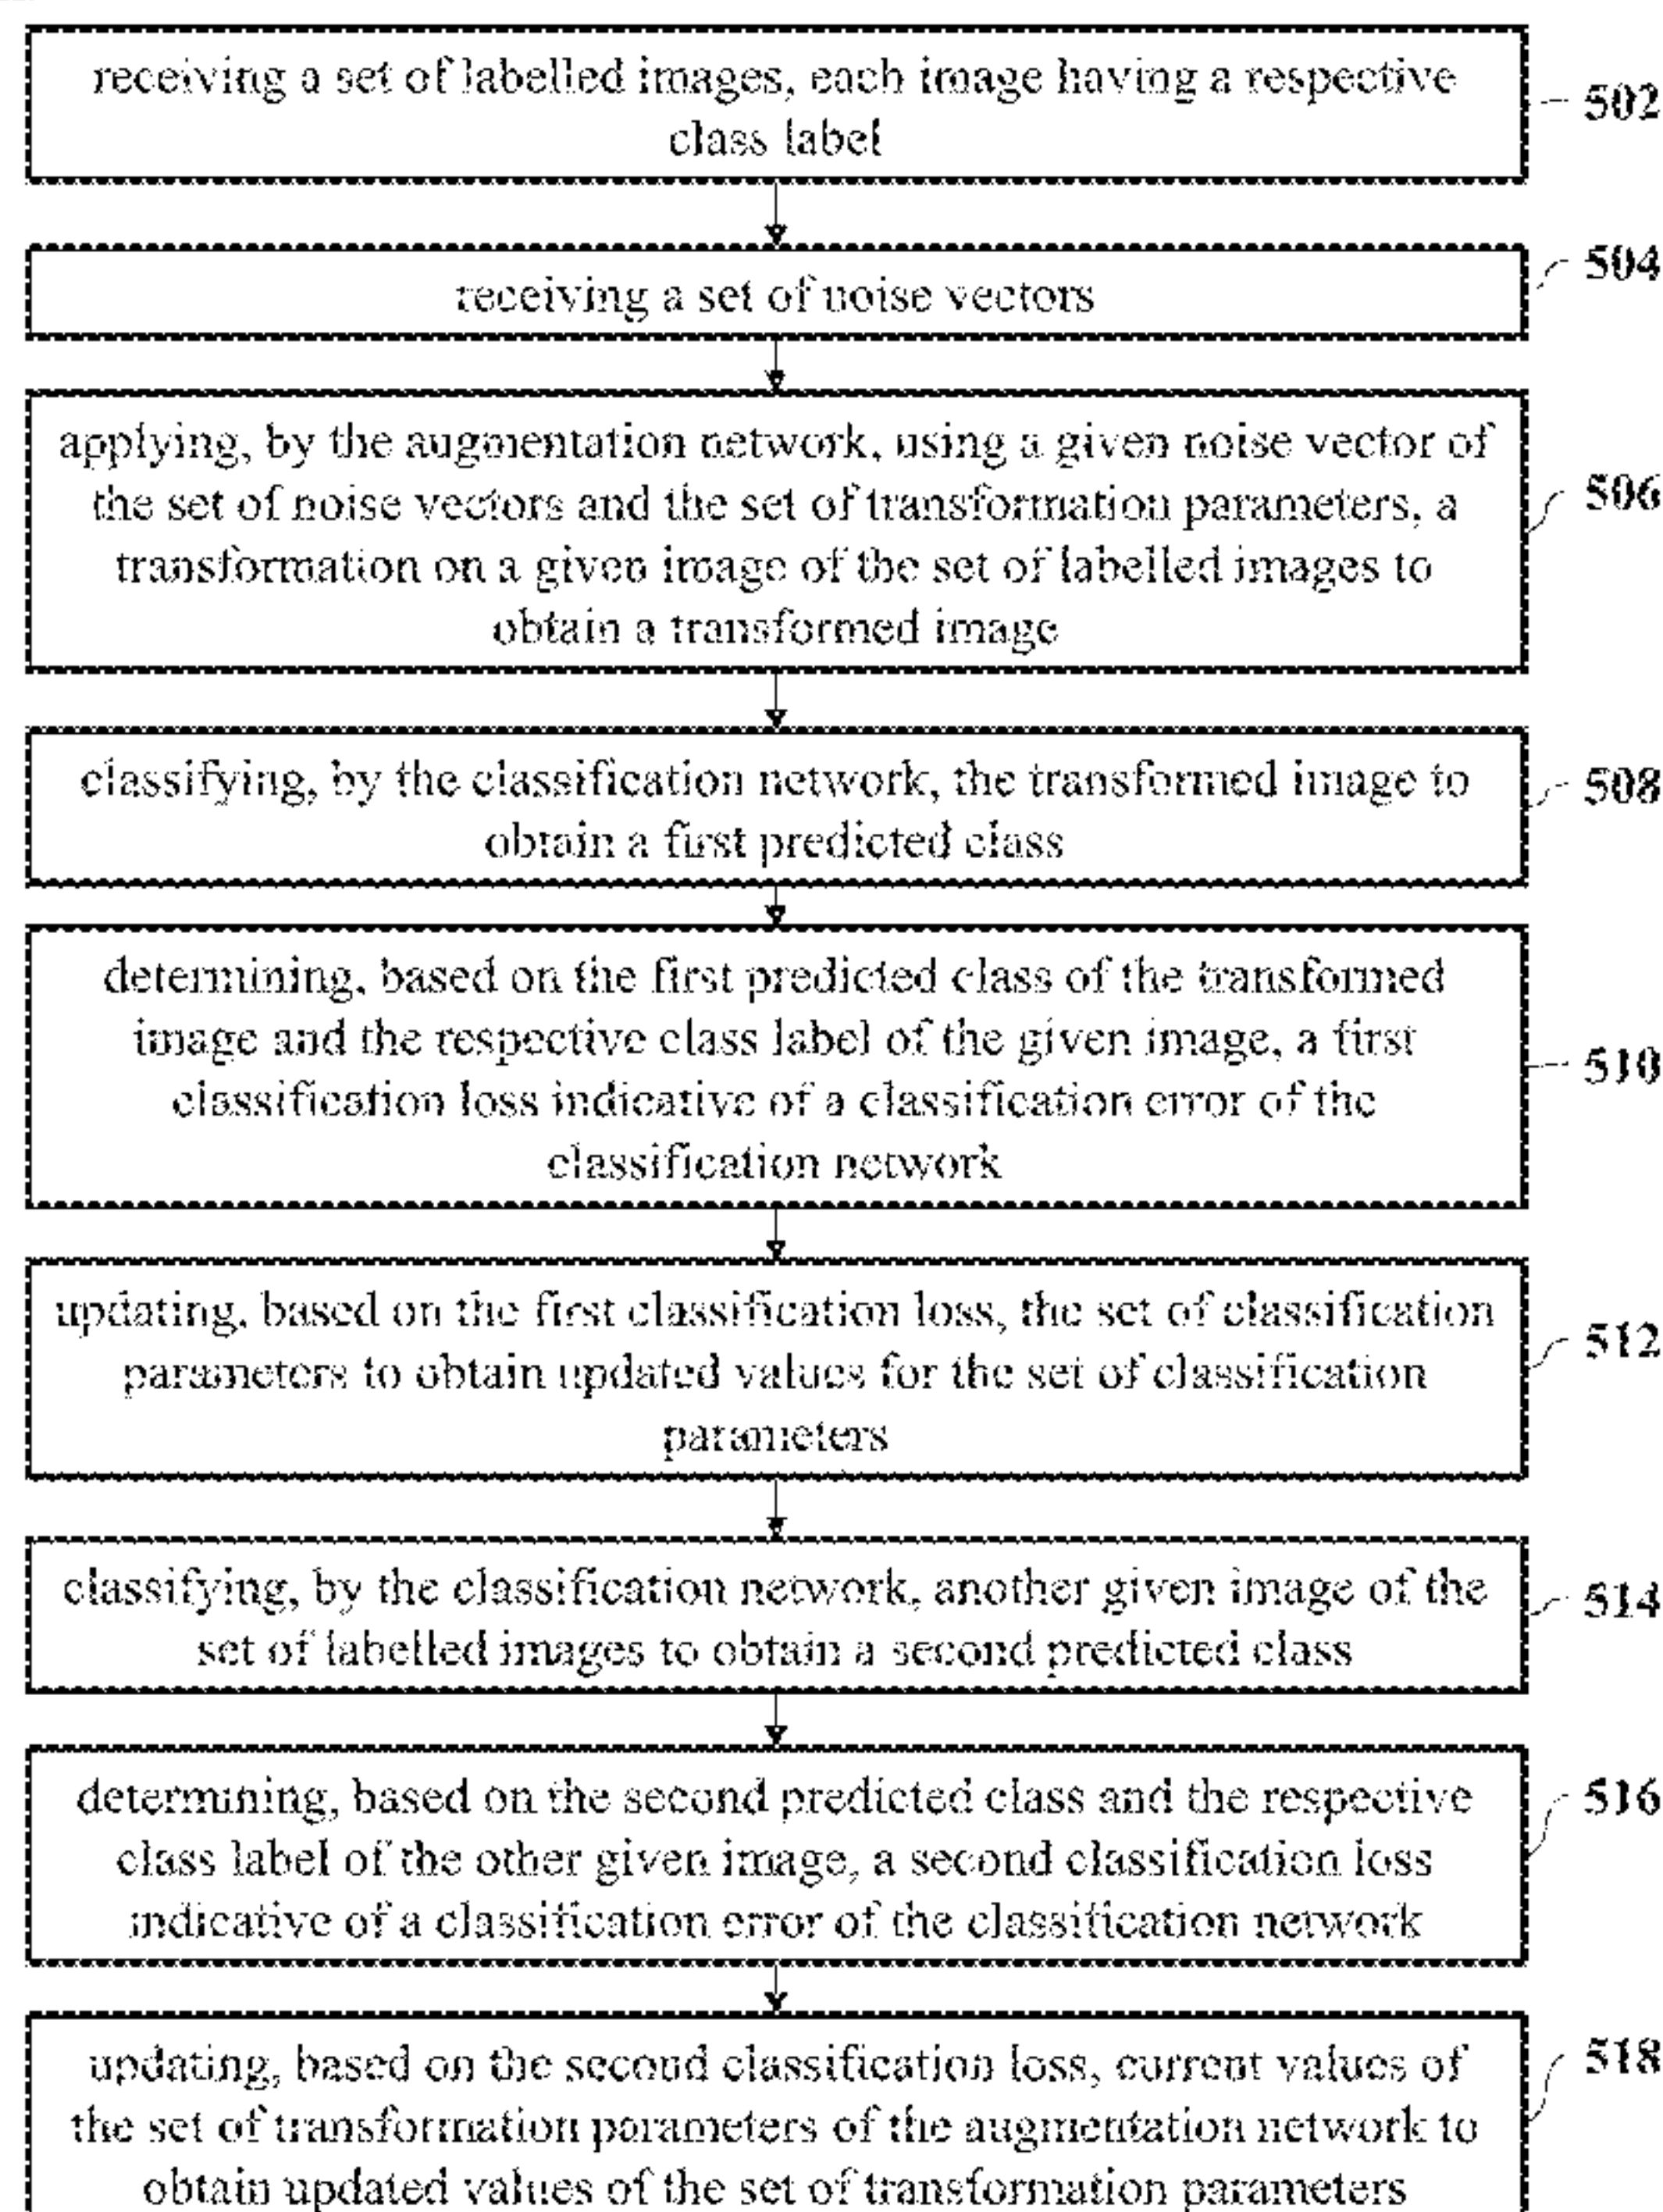 receiving a set of labelled images, each image having a respective
class label
502
receiving a set of noise vectors
504
applying, by the augmentation network, using a given noise vector of
the set of noise vectors and the set of transformation parameters, a
transformation on a given image of the set of labelled images to
obtain a transformed image
506
classifying, by the classification network, the transformed image to
obtain a first predicted class
508
determining, based on the first predicted class of the transformed
image and the respective class label of the given image, a first
classification loss indicative of a classification error of the
classification network
510
updating, based on the first classification loss, the set of classification
parameters to obtain updated values for the set of classification
parameters
512
classifying, by the classification network, another given image of the
set of labelled images to obtain a second predicted class
514
determining, based on the second predicted class and the respective
class label of the other given image, a second classification loss
indicative of a classification error of the classification network
516
updating, based on the second classification loss, current values of
the set of transformation parameters of the augmentation network to
obtain updated values of the set of transformation parameters
518